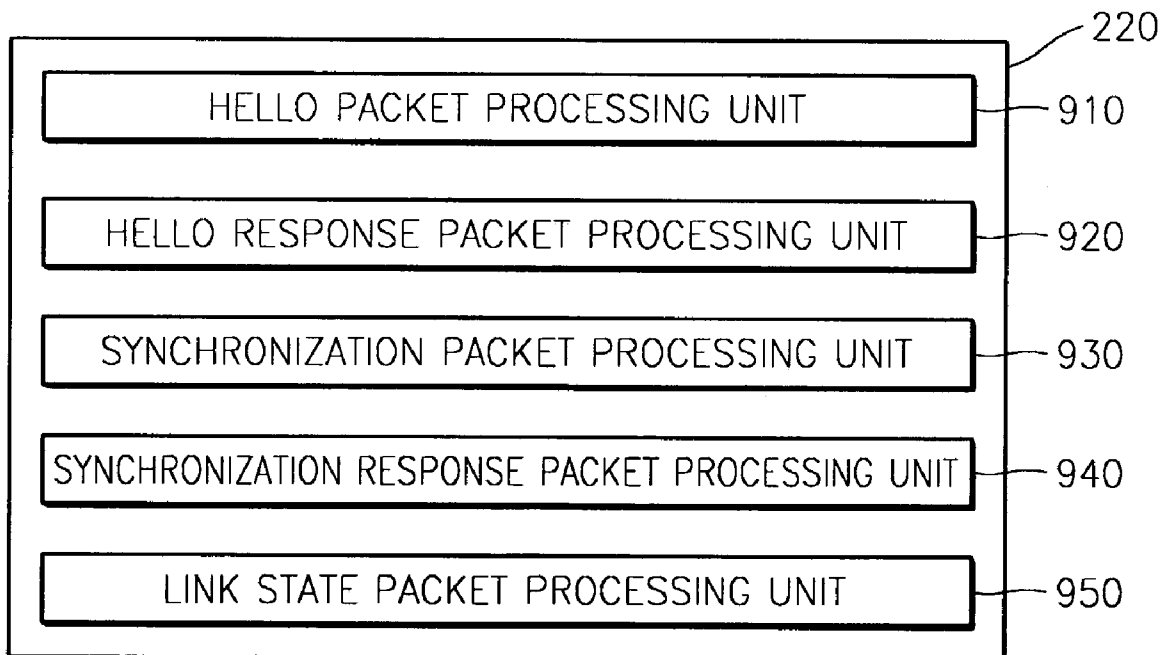 220
HELLO PACKET PROCESSING UNIT 910
HELLO RESPONSE PACKET PROCESSING UNIT 920
SYNCHRONIZATION PACKET PROCESSING UNIT 930
SYNCHRONIZATION RESPONSE PACKET PROCESSING UNIT 940
LINK STATE PACKET PROCESSING UNIT 950